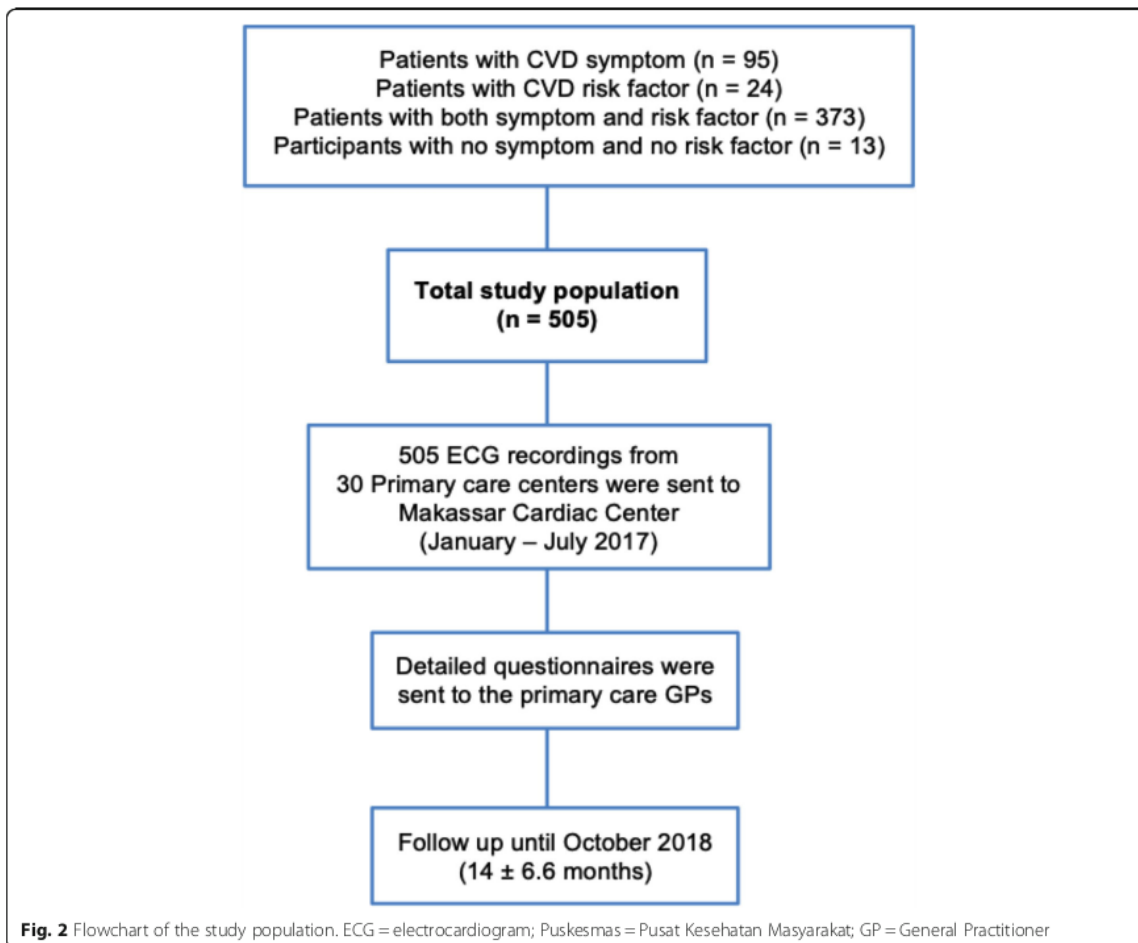 Patients with CVD symptom (n = 95)
Patients with CVD risk factor (n = 24)
Patients with both symptom and risk factor (n = 373)
Participants with no symptom and no risk factor (n = 13)
Total study population
(n = 505)
505 ECG recordings from
30 Primary care centers were sent to
Makassar Cardiac Center
(January – July 2017)
Detailed questionnaires were
sent to the primary care GPs
Follow up until October 2018
(14 ± 6.6 months)
Fig. 2 Flowchart of the study population. ECG = electrocardiogram; Puskesmas = Pusat Kesehatan Masyarakat; GP = General Practitioner